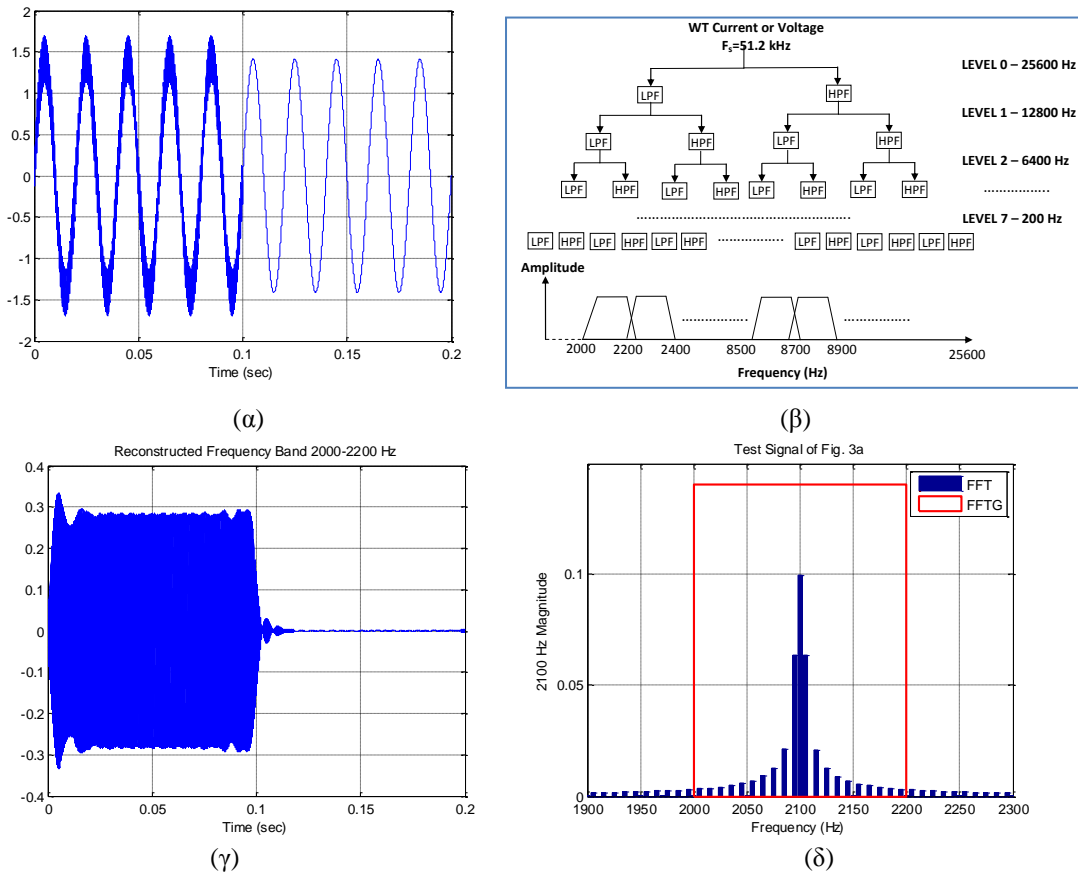 2
1.5
1
0.5
0
-0.5
-1
-1.5
-2
0 0.05 0.1 0.15 0.2
Time (sec)
(α)
WT Current or Voltage
Fs=51.2 kHz
LEVEL 0 – 25600 Hz
LPF HPF
LEVEL 1 – 12800 Hz
LPF HPF LPF HPF
LEVEL 2 – 6400 Hz
LPF HPF LPF HPF LPF HPF LPF HPF
LEVEL 7 – 200 Hz
LPF HPF LPF HPF LPF HPF LPF HPF LPF HPF LPF HPF
Amplitude
2000 2200 2400 8500 8700 8900 25600
Frequency (Hz)
(β)
Reconstructed Frequency Band 2000-2200 Hz
0.4
0.3
0.2
0.1
0
-0.1
-0.2
-0.3
-0.4
0 0.05 0.1 0.15 0.2
Time (sec)
(γ)
Test Signal of Fig. 3a
FFT
FFTG
2100 Hz Magnitude
0.1
0.05
0
1900 1950 2000 2050 2100 2150 2200 2250 2300
Frequency (Hz)
(δ)